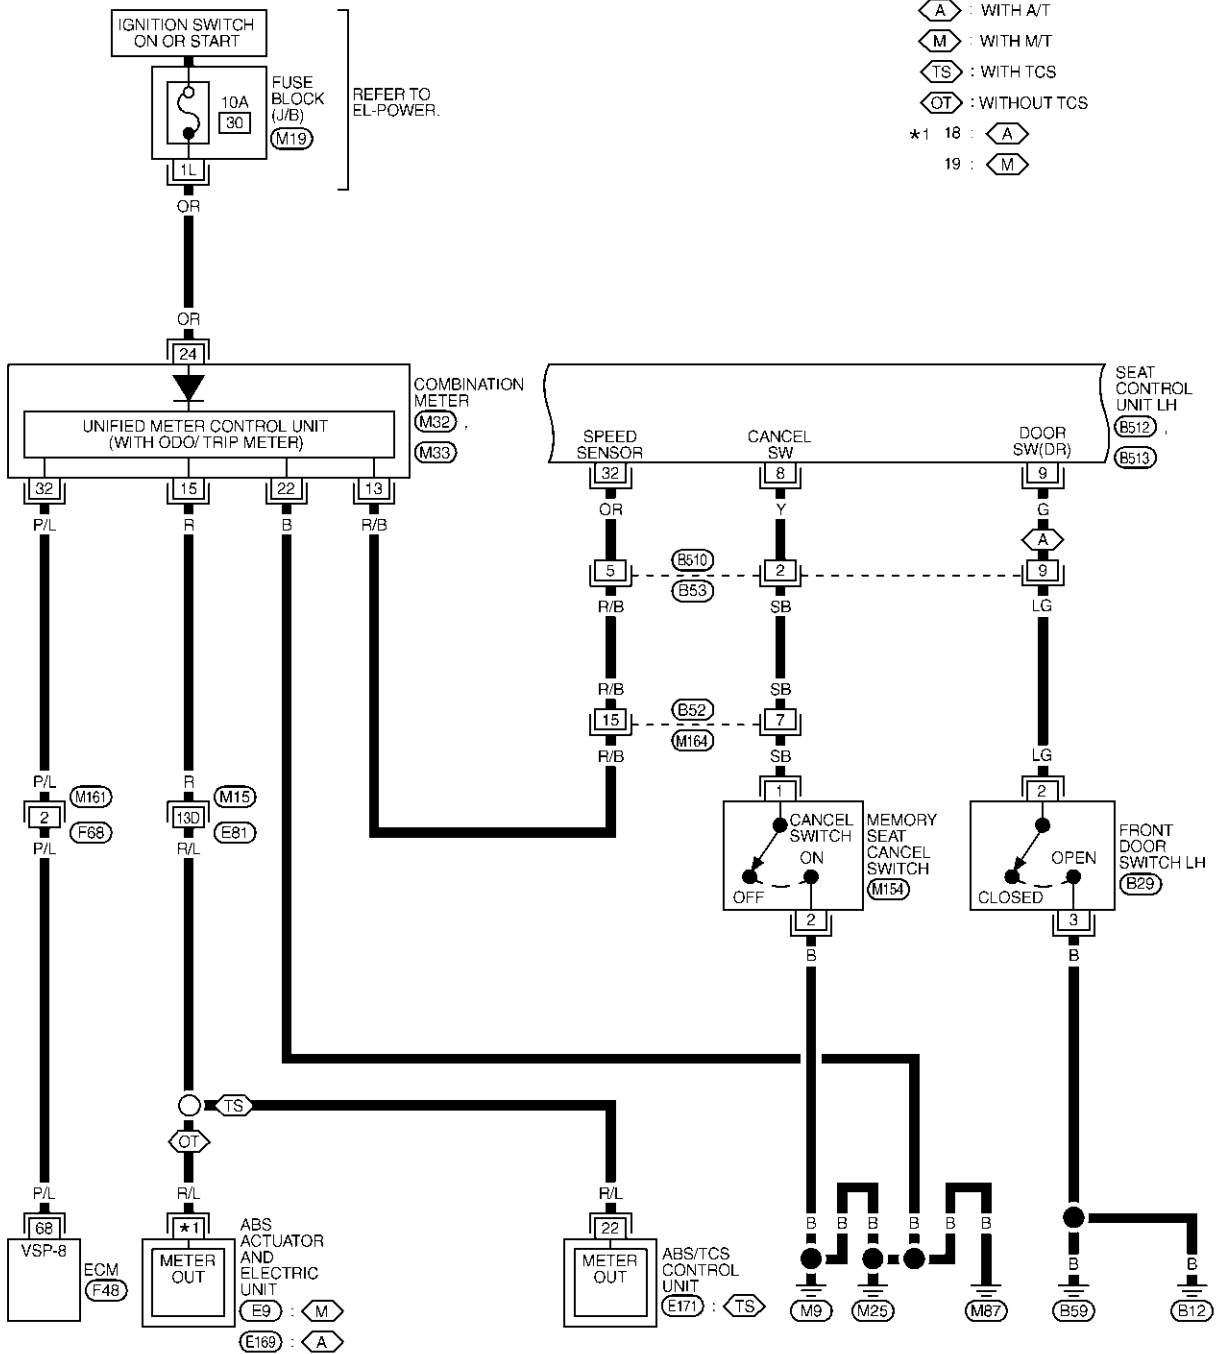 IGNITION SWITCH
ON OR START
10A
30
FUSE
BLOCK
(J/B)
M19
REFER TO
EL-POWER.
A : WITH A/T
M : WITH M/T
TS : WITH TCS
OT : WITHOUT TCS
*1 18 : A
19 : M
1L
OR
OR
24
UNIFIED METER CONTROL UNIT
(WITH ODO/ TRIP METER)
COMBINATION
METER
M32 ,
M33
SPEED
SENSOR
CANCEL
SW
DOOR
SW(DR)
SEAT
CONTROL
UNIT LH
B512 ,
B513
32 15 22 13
P/L R B R/B
32 8 9
OR Y G
A
5 B510 2 9
B53
R/B SB LG
R/B SB
15 B52 7
M164
R/B SB LG
P/L R
2 M161
F68
13D M15
E81
P/L R/L
1
2
CANCEL
SWITCH
ON
OFF
MEMORY
SEAT
CANCEL
SWITCH
M154
OPEN
CLOSED
FRONT
DOOR
SWITCH LH
B29
2 3
B B
TS
OT
P/L R/L R/L
B B B B B B B B
68 *1 22
VSP-8
ECM
F48
METER
OUT
ABS
ACTUATOR
AND
ELECTRIC
UNIT
E9 : M
E169 : A
METER
OUT
ABS/TCS
CONTROL
UNIT
E171 : TS
M9 M25 M87 B59 B12